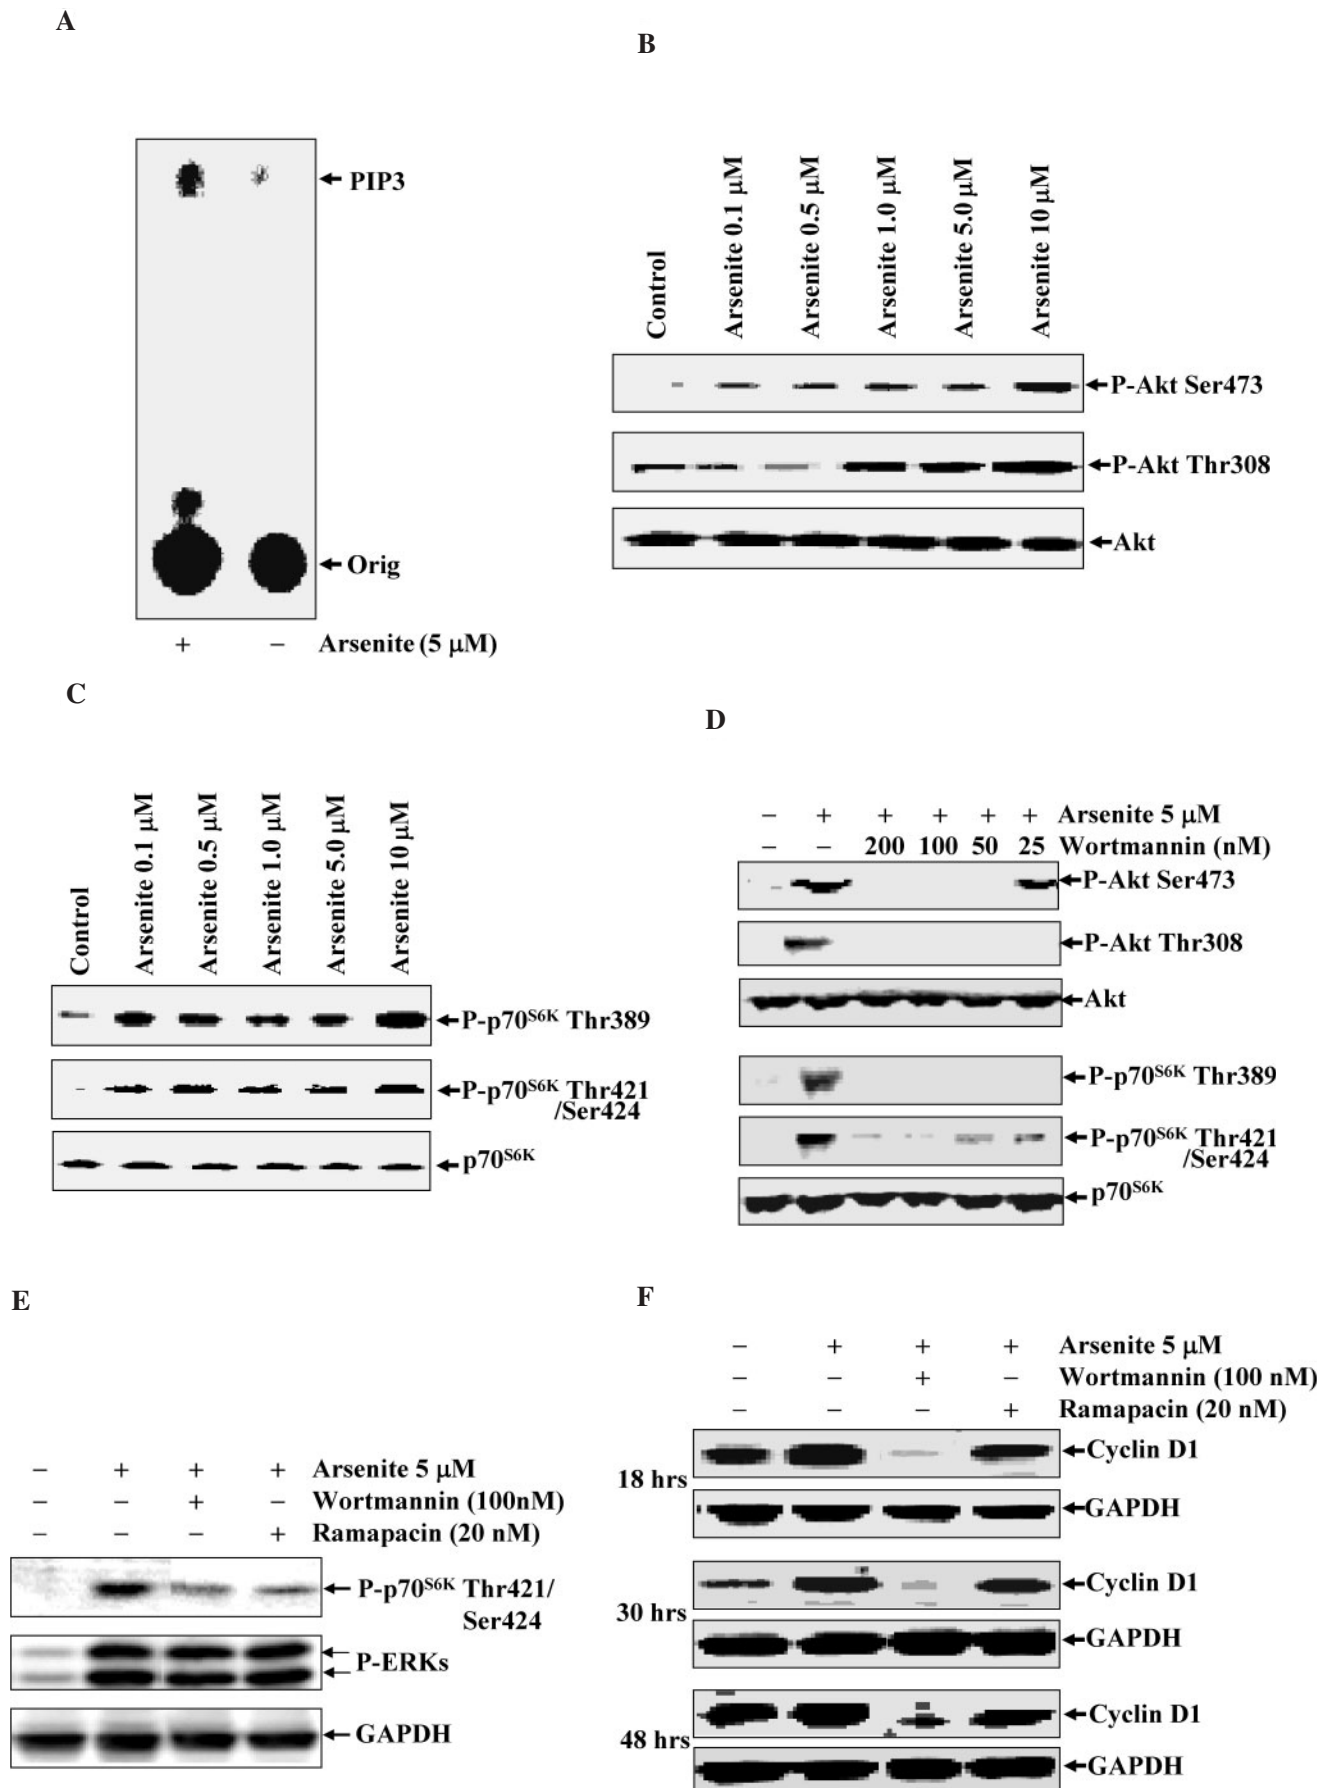 A
PIP3
Orig
+ − Arsenite (5 μM)
B
Control
Arsenite 0.1 μM
Arsenite 0.5 μM
Arsenite 1.0 μM
Arsenite 5.0 μM
Arsenite 10 μM
P-Akt Ser473
P-Akt Thr308
Akt
C
Control
Arsenite 0.1 μM
Arsenite 0.5 μM
Arsenite 1.0 μM
Arsenite 5.0 μM
Arsenite 10 μM
P-p70S6K Thr389
P-p70S6K Thr421
/Ser424
p70S6K
D
− + + + + + Arsenite 5 μM
− − 200 100 50 25 Wortmannin (nM)
P-Akt Ser473
P-Akt Thr308
Akt
P-p70S6K Thr389
P-p70S6K Thr421
/Ser424
p70S6K
E
− + + + Arsenite 5 μM
− − + − Wortmannin (100nM)
− − − + Ramapacin (20 nM)
P-p70S6K Thr421/
Ser424
P-ERKs
GAPDH
F
− + + + Arsenite 5 μM
− − + − Wortmannin (100 nM)
− − − + Ramapacin (20 nM)
Cyclin D1
18 hrs
GAPDH
Cyclin D1
30 hrs
GAPDH
Cyclin D1
48 hrs
GAPDH